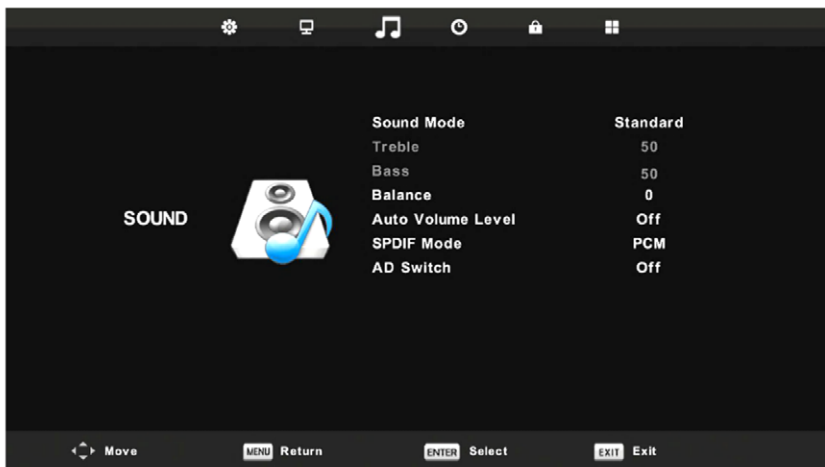 Sound Mode Standard
Treble 50
Bass 50
Balance 0
SOUND
Auto Volume Level Off
SPDIF Mode PCM
AD Switch Off
Move MENU Return ENTER Select EXIT Exit